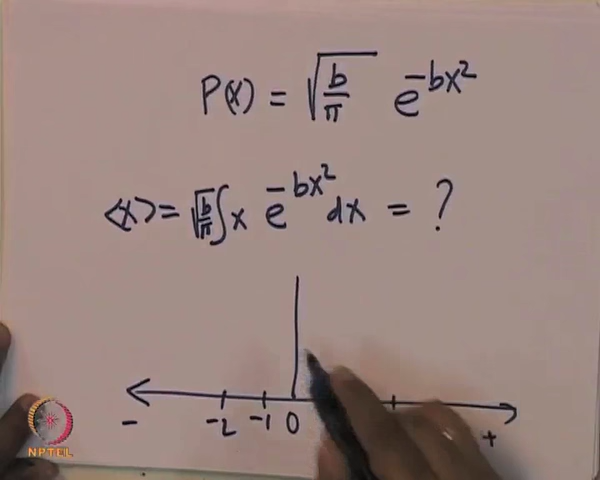 P(x) = √(b/π) e^{-bx²}
<x> = √(b/π) ∫ x e^{-bx²} dx = ?
- -2 -1 0 +
NPTEL